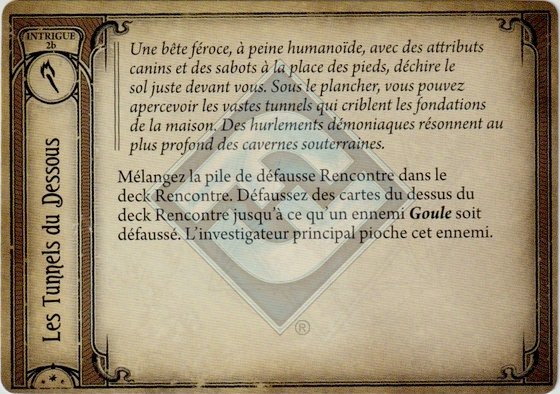 INTRIGUE
2b
Les Tunnels du Dessous
Une bête féroce, à peine humanoïde, avec des attributs
canins et des sabots à la place des pieds, déchire le
sol juste devant vous. Sous le plancher, vous pouvez
apercevoir les vastes tunnels qui criblent les fondations
de la maison. Des hurlements démoniaques résonnent au
plus profond des cavernes souterraines.
Mélangez la pile de défausse Rencontre dans le
deck Rencontre. Défaussez des cartes du dessus du
deck Rencontre jusqu'à ce qu'un ennemi Goule soit
défaussé. L'investigateur principal pioche cet ennemi.
®